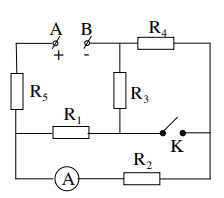 A B R₄
+ -
R₅ R₃
R₁
K
R₂
A